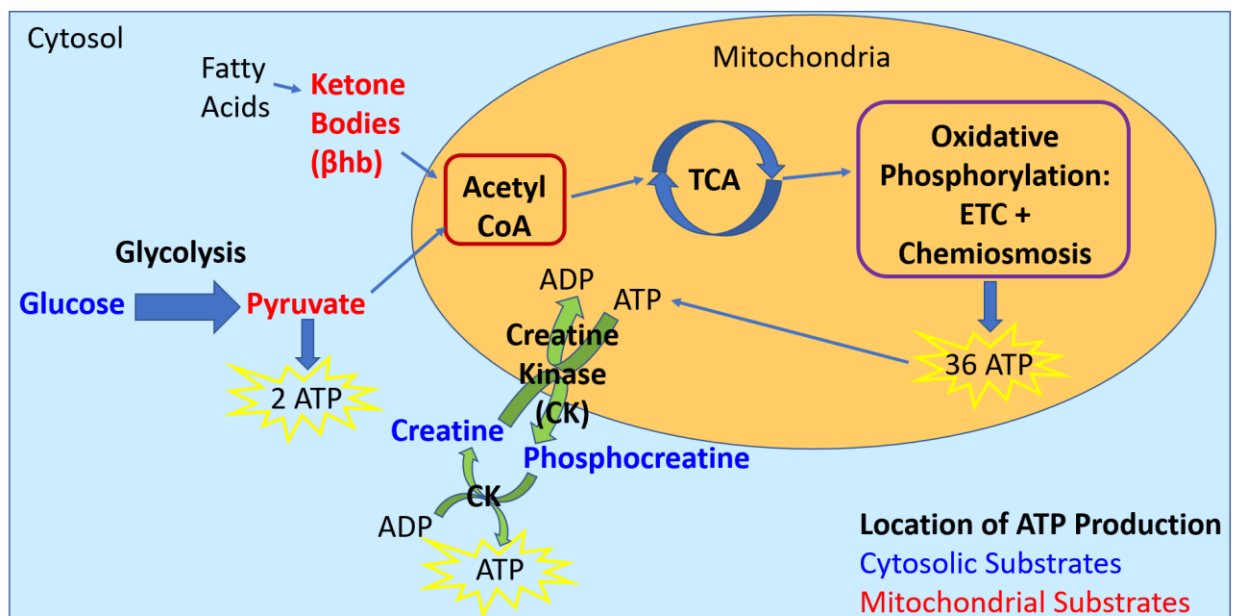 Cytosol
Mitochondria
Fatty
Acids
Ketone
Bodies
(βhb)
Acetyl
CoA
TCA
Oxidative
Phosphorylation:
ETC +
Chemiosmosis
Glycolysis
Glucose
Pyruvate
2 ATP
36 ATP
ADP
ATP
Creatine
Kinase
(CK)
Creatine
Phosphocreatine
CK
ADP
ATP
Location of ATP Production
Cytosolic Substrates
Mitochondrial Substrates